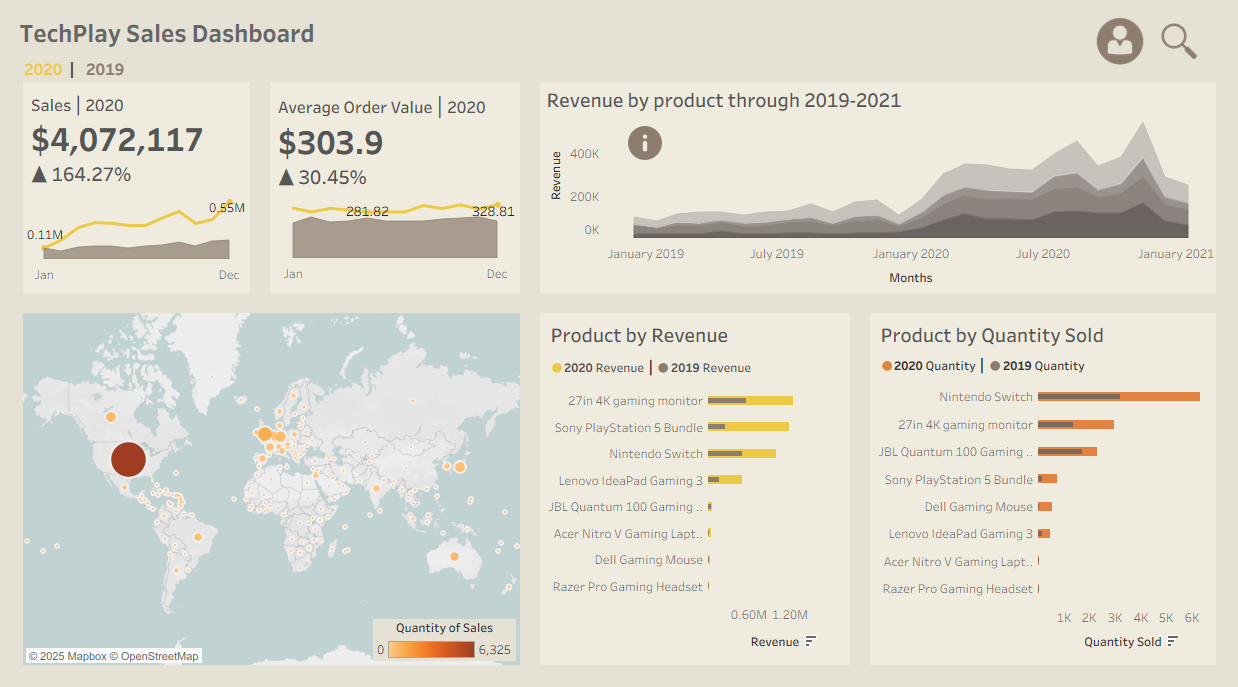 TechPlay Sales Dashboard
2020 | 2019
Sales | 2020
$4,072,117
▲ 164.27%
0.11M
0.55M
Jan
Dec
Average Order Value | 2020
$303.9
▲ 30.45%
281.82
328.81
Jan
Dec
Revenue by product through 2019-2021
i
Revenue
400K
200K
0K
January 2019
July 2019
January 2020
July 2020
January 2021
Months
Quantity of Sales
0
6,325
© 2025 Mapbox © OpenStreetMap
Product by Revenue
2020 Revenue | 2019 Revenue
27in 4K gaming monitor
Sony PlayStation 5 Bundle
Nintendo Switch
Lenovo IdeaPad Gaming 3
JBL Quantum 100 Gaming ..
Acer Nitro V Gaming Lapt..
Dell Gaming Mouse
Razer Pro Gaming Headset
0.60M 1.20M
Revenue
Product by Quantity Sold
2020 Quantity | 2019 Quantity
Nintendo Switch
27in 4K gaming monitor
JBL Quantum 100 Gaming ..
Sony PlayStation 5 Bundle
Dell Gaming Mouse
Lenovo IdeaPad Gaming 3
Acer Nitro V Gaming Lapt..
Razer Pro Gaming Headset
1K 2K 3K 4K 5K 6K
Quantity Sold